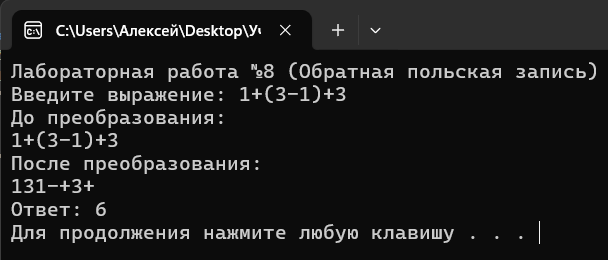 C:\Users\Алексей\Desktop\Уч
Лабораторная работа №8 (Обратная польская запись)
Введите выражение: 1+(3-1)+3
До преобразования:
1+(3-1)+3
После преобразования:
131-+3+
Ответ: 6
Для продолжения нажмите любую клавишу . . .